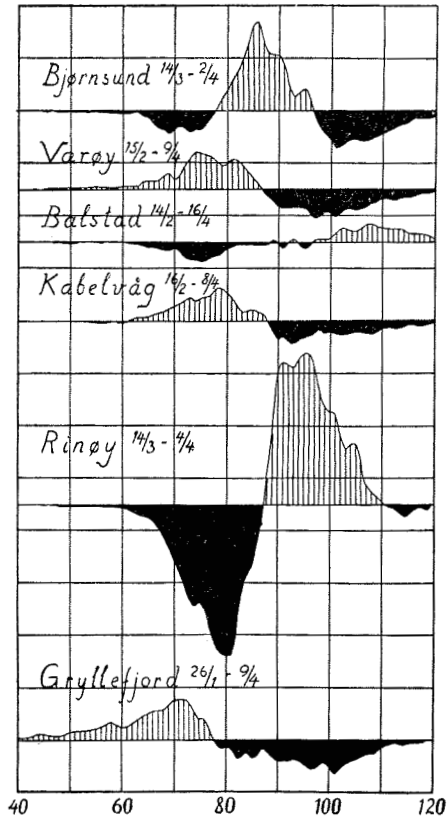 Bjørnsund 14/3 - 2/4
Varøy 15/2 - 9/4
Balstad 14/2 - 16/4
Kabelvåg 16/2 - 8/4
Rinøy 14/3 - 4/4
Gryllefjord 26/1 - 9/4
40 60 80 100 120